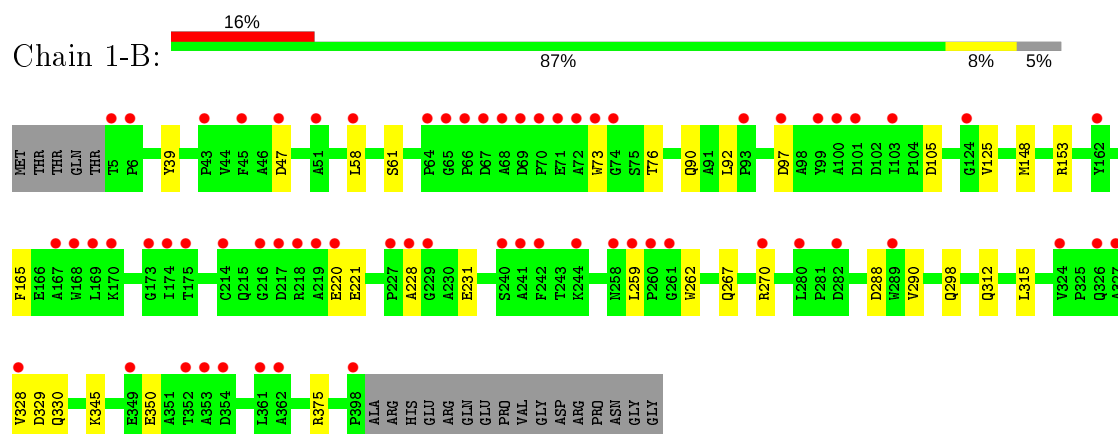 16%
Chain 1-B:
87%
8%
5%
MET THR THR GLN THR T5 P6 Y39 P43 V44 F45 A46 D47 A51 L58 S61 P64 G65 P66 D67 A68 D69 P70 E71 A72 W73 G74 S75 T76 Q90 A91 L92 P93 D97 A98 Y99 A100 D101 D102 I103 P104 D105 G124 V125 M148 R153 Y162
F165 E166 A167 W168 L169 K170 G173 I174 T175 C214 Q215 G216 D217 R218 A219 E220 E221 P227 A228 G229 A230 E231 S240 A241 F242 T243 K244 N258 L259 P260 G261 W262 Q267 R270 L280 P281 D282 D288 W289 V290 Q298 Q312 L315 V324 P325 Q326 A327
V328 D329 Q330 K345 E349 E350 A351 T352 A353 D354 L361 A362 R375 P398 ALA ARG HIS GLU ARG GLN GLU PRO VAL GLY ASP ARG PRO ASN GLY GLY